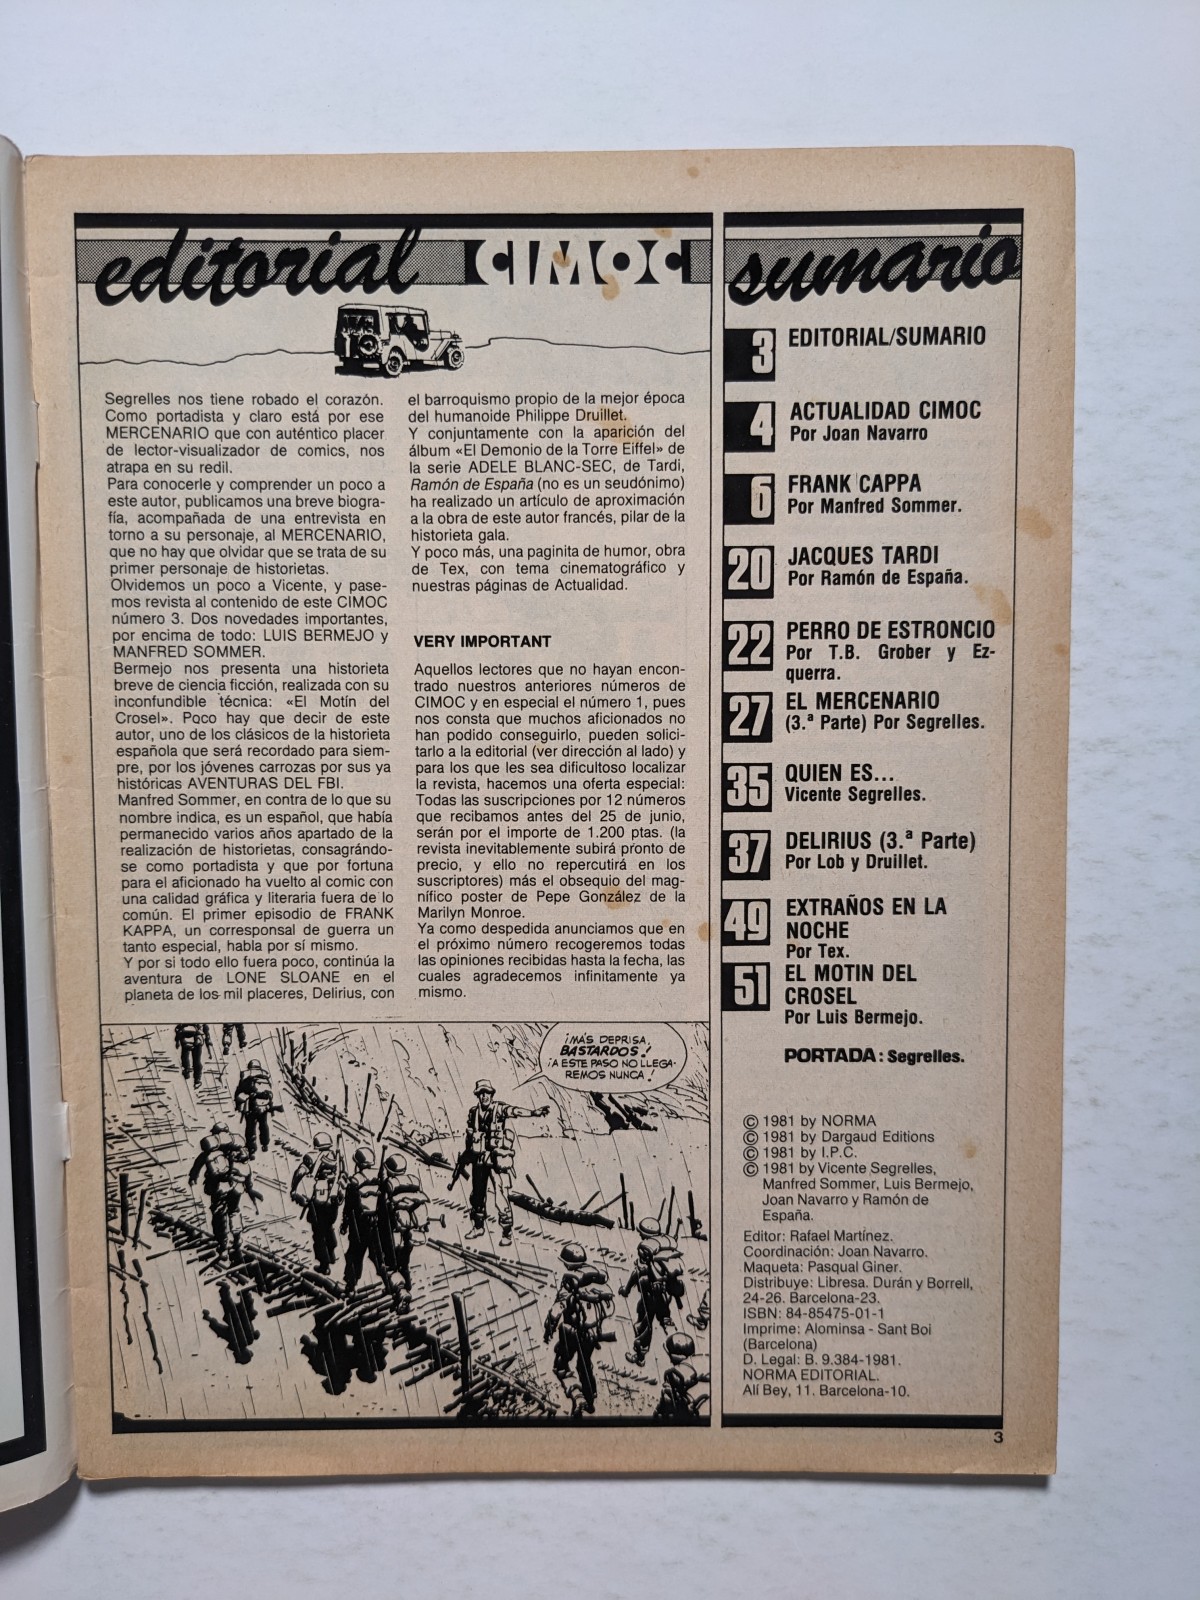 editorial CIMOC
Segrelles nos tiene robado el corazón.
Como portadista y claro está por ese
MERCENARIO que con auténtico placer
de lector-visualizador de comics, nos
atrapa en su redil.
Para conocerle y comprender un poco a
este autor, publicamos una breve biogra-
fía, acompañada de una entrevista en
torno a su personaje, al MERCENARIO,
que no hay que olvidar que se trata de su
primer personaje de historietas.
Olvidemos un poco a Vicente, y pase-
mos revista al contenido de este CIMOC
número 3. Dos novedades importantes,
por encima de todo: LUIS BERMEJO y
MANFRED SOMMER.
Bermejo nos presenta una historieta
breve de ciencia ficción, realizada con su
inconfundible técnica: «El Motín del
Crosel». Poco hay que decir de este
autor, uno de los clásicos de la historieta
española que será recordado para siem-
pre, por los jóvenes carrozas por sus ya
históricas AVENTURAS DEL FBI.
Manfred Sommer, en contra de lo que su
nombre indica, es un español, que había
permanecido varios años apartado de la
realización de historietas, consagrándo-
se como portadista y que por fortuna
para el aficionado ha vuelto al comic con
una calidad gráfica y literaria fuera de lo
común. El primer episodio de FRANK
KAPPA, un corresponsal de guerra un
tanto especial, habla por sí mismo.
Y por si todo ello fuera poco, continúa la
aventura de LONE SLOANE en el
planeta de los mil placeres, Delirius, con
el barroquismo propio de la mejor época
del humanoide Philippe Druillet.
Y conjuntamente con la aparición del
álbum «El Demonio de la Torre Eiffel» de
la serie ADELE BLANC-SEC, de Tardi,
Ramón de España (no es un seudónimo)
ha realizado un artículo de aproximación
a la obra de este autor francés, pilar de la
historieta gala.
Y poco más, una paginita de humor, obra
de Tex, con tema cinematográfico y
nuestras páginas de Actualidad.
VERY IMPORTANT
Aquellos lectores que no hayan encon-
trado nuestros anteriores números de
CIMOC y en especial el número 1, pues
nos consta que muchos aficionados no
han podido conseguirlo, pueden solici-
tarlo a la editorial (ver dirección al lado) y
para los que les sea dificultoso localizar
la revista, hacemos una oferta especial:
Todas las suscripciones por 12 números
que recibamos antes del 25 de junio,
serán por el importe de 1.200 ptas. (la
revista inevitablemente subirá pronto de
precio, y ello no repercutirá en los
suscriptores) más el obsequio del mag-
nífico poster de Pepe González de la
Marilyn Monroe.
Ya como despedida anunciamos que en
el próximo número recogeremos todas
las opiniones recibidas hasta la fecha, las
cuales agradecemos infinitamente ya
mismo.
¡MÁS DEPRISA,
BASTARDOS!
¡A ESTE PASO NO LLEGA-
REMOS NUNCA!
sumario
3 EDITORIAL/SUMARIO
4 ACTUALIDAD CIMOC
Por Joan Navarro
6 FRANK CAPPA
Por Manfred Sommer.
20 JACQUES TARDI
Por Ramón de España.
22 PERRO DE ESTRONCIO
Por T.B. Grober y Ez-
querra.
27 EL MERCENARIO
(3.ª Parte) Por Segrelles.
35 QUIEN ES...
Vicente Segrelles.
37 DELIRIUS (3.ª Parte)
Por Lob y Druillet.
49 EXTRAÑOS EN LA
NOCHE
Por Tex.
51 EL MOTIN DEL
CROSEL
Por Luis Bermejo.
PORTADA: Segrelles.
© 1981 by NORMA
© 1981 by Dargaud Editions
© 1981 by I.P.C.
© 1981 by Vicente Segrelles,
Manfred Sommer, Luis Bermejo,
Joan Navarro y Ramón de
España.
Editor: Rafael Martínez.
Coordinación: Joan Navarro.
Maqueta: Pasqual Giner.
Distribuye: Libresa. Durán y Borrell,
24-26. Barcelona-23.
ISBN: 84-85475-01-1
Imprime: Alominsa - Sant Boi
(Barcelona)
D. Legal: B. 9.384-1981.
NORMA EDITORIAL.
Alí Bey, 11. Barcelona-10.
3